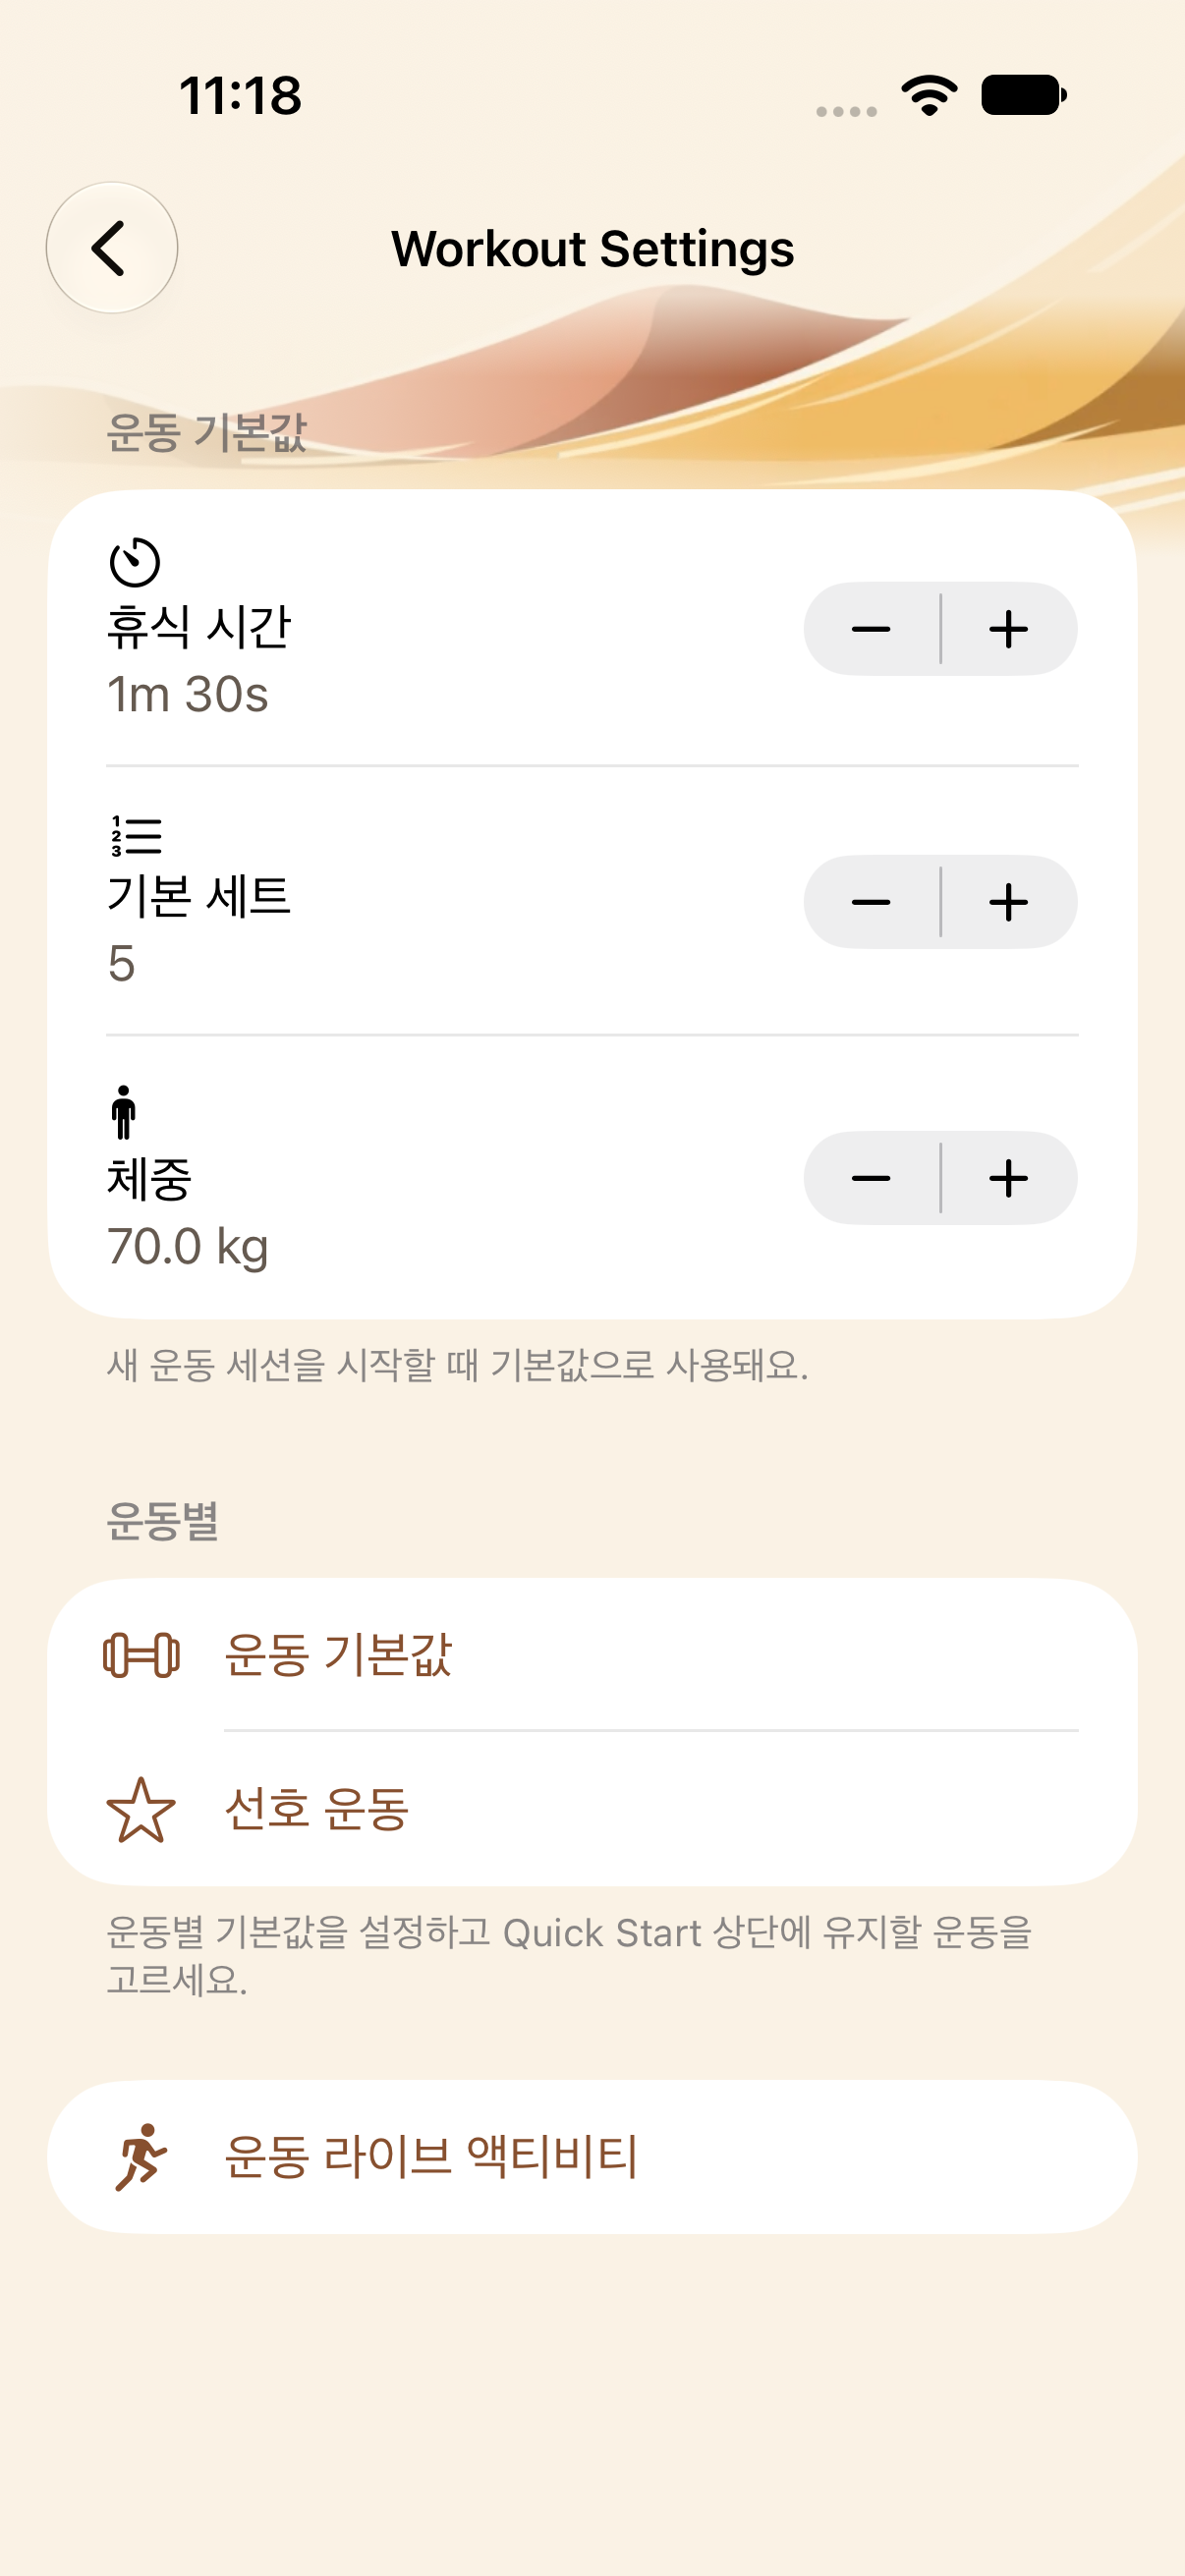 11:18
Workout Settings
운동 기본값
휴식 시간
1m 30s
기본 세트
5
체중
70.0 kg
새 운동 세션을 시작할 때 기본값으로 사용돼요.
운동별
운동 기본값
선호 운동
운동별 기본값을 설정하고 Quick Start 상단에 유지할 운동을
고르세요.
운동 라이브 액티비티